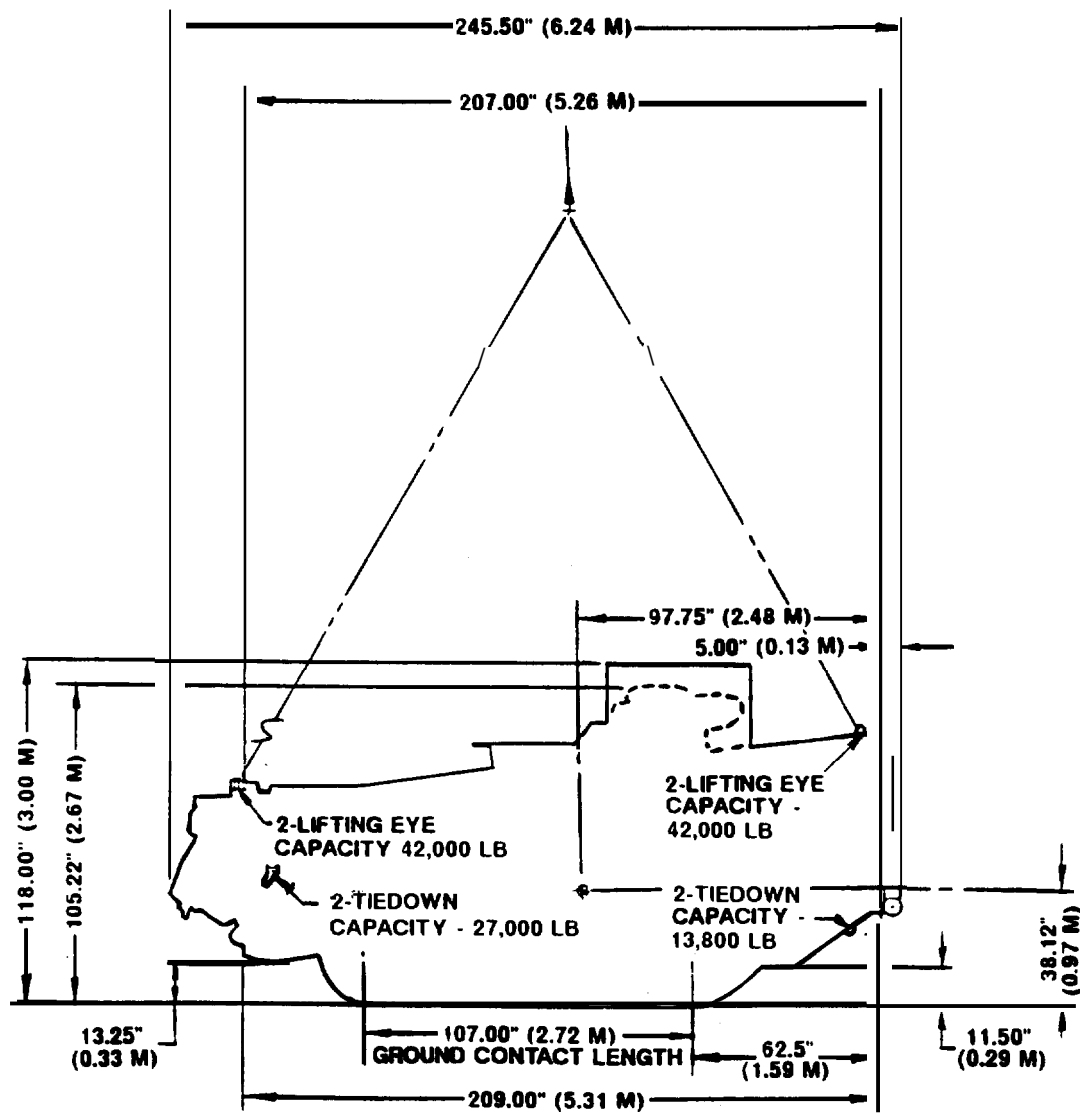 245.50" (6.24 M)
207.00" (5.26 M)
97.75" (2.48 M)
5.00" (0.13 M)
118.00" (3.00 M)
105.22" (2.67 M)
2-LIFTING EYE
CAPACITY -
42,000 LB
2-LIFTING EYE
CAPACITY 42,000 LB
2-TIEDOWN
CAPACITY - 27,000 LB
2-TIEDOWN
CAPACITY -
13,800 LB
38.12"
(0.97 M)
13.25"
(0.33 M)
107.00" (2.72 M)
GROUND CONTACT LENGTH
62.5"
(1.59 M)
11.50"
(0.29 M)
209.00" (5.31 M)